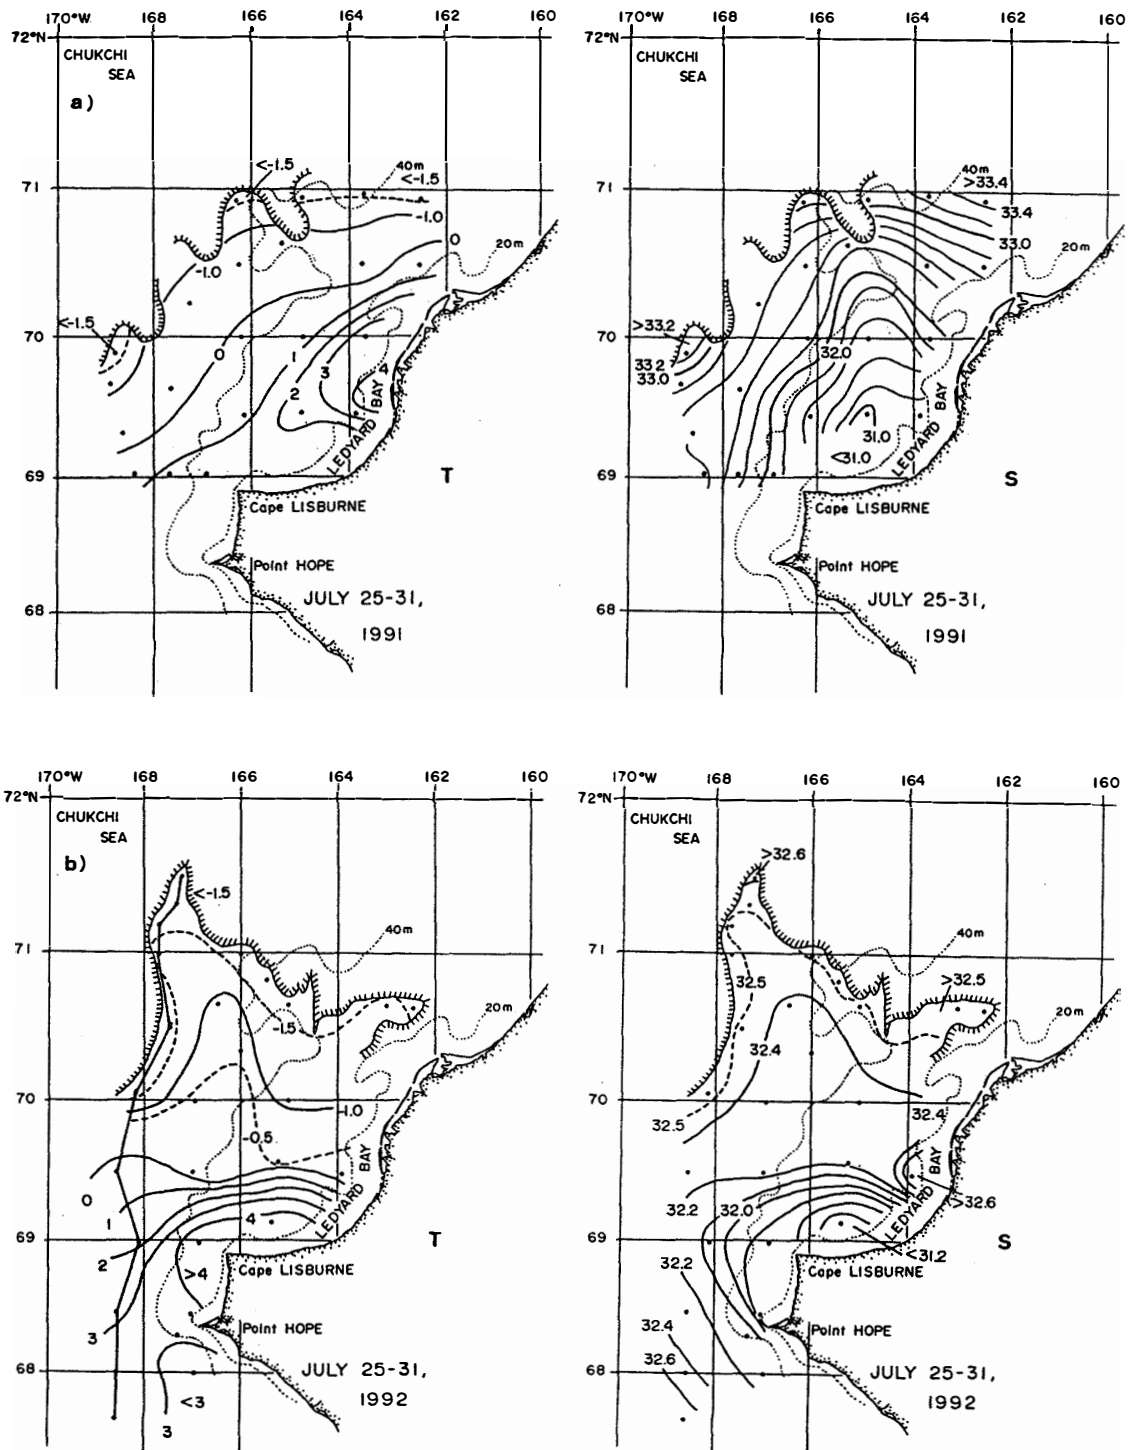 170°W 168 166 164 162 160
72°N
CHUKCHI
SEA
a)
<-1.5
40m
<-1.5
71
-1.0
0
20m
-1.0
<-1.5
70
0
1
3
4
2
LEDYARD BAY
69
T
Cape LISBURNE
Point HOPE
JULY 25-31,
68
1991
170°W 168 166 164 162 160
72°N
CHUKCHI
SEA
40m
>33.4
71
33.4
33.0
20m
>33.2
70
32.0
33.2
33.0
31.0
<31.0
LEDYARD BAY
69
S
Cape LISBURNE
Point HOPE
JULY 25-31,
68
1991
170°W 168 166 164 162 160
72°N
CHUKCHI
SEA
b)
<-1.5
40m
71
20m
-1.5
70
-1.0
-0.5
0
1
4
LEDYARD BAY
69
T
2
>4
Cape LISBURNE
3
Point HOPE
68
JULY 25-31,
<3
1992
3
170°W 168 166 164 162 160
72°N
CHUKCHI
SEA
>32.6
40m
71
32.5
>32.5
20m
32.4
70
32.4
32.5
>32.6
32.2
32.0
LEDYARD BAY
69
S
<31.2
32.2
Cape LISBURNE
32.4
Point HOPE
32.6
68
JULY 25-31,
1992